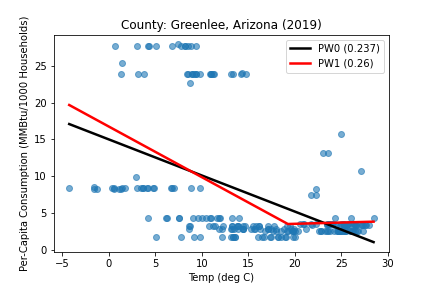 County: Greenlee, Arizona (2019)
PW0 (0.237)
PW1 (0.26)
Per-Capita Consumption (MMBtu/1000 Households)
25
20
15
10
5
0
−5
0
5
10
15
20
25
30
Temp (deg C)